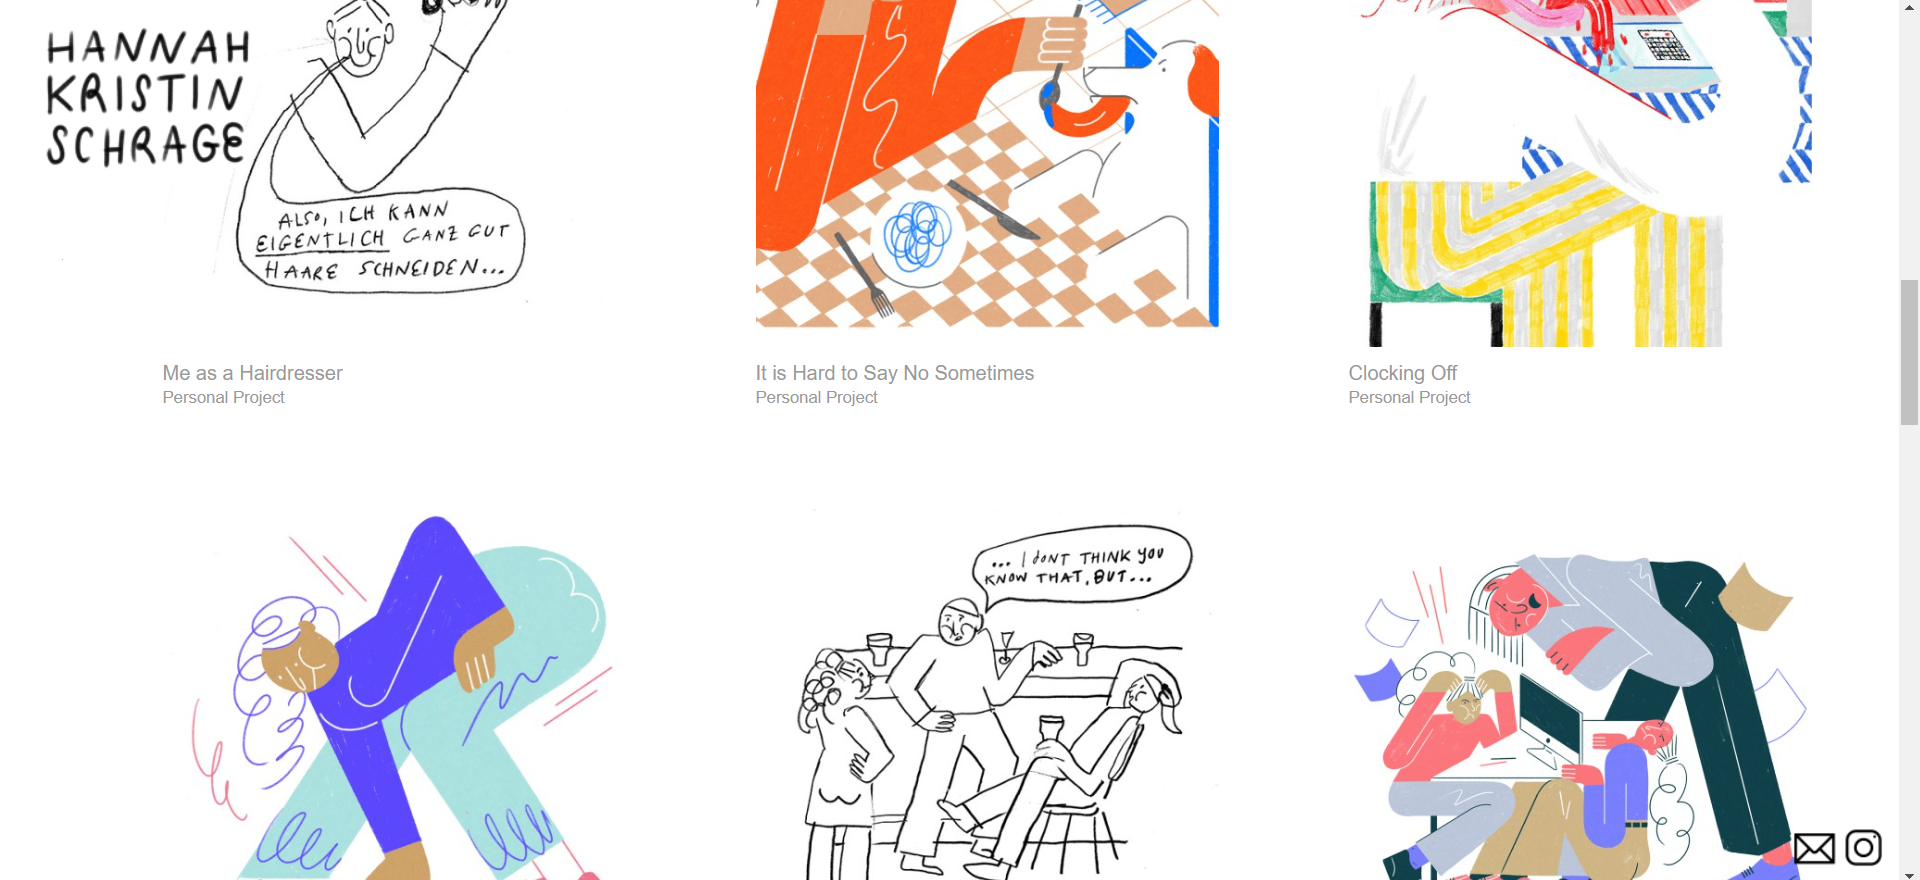 HANNAH
KRISTIN
SCHRAGE
ALSO, ICH KANN
EIGENTLICH GANZ GUT
HAARE SCHNEIDEN...
Me as a Hairdresser
Personal Project
It is Hard to Say No Sometimes
Personal Project
Clocking Off
Personal Project
... I dONT THINK YOU
KNOW THAT, BUT...